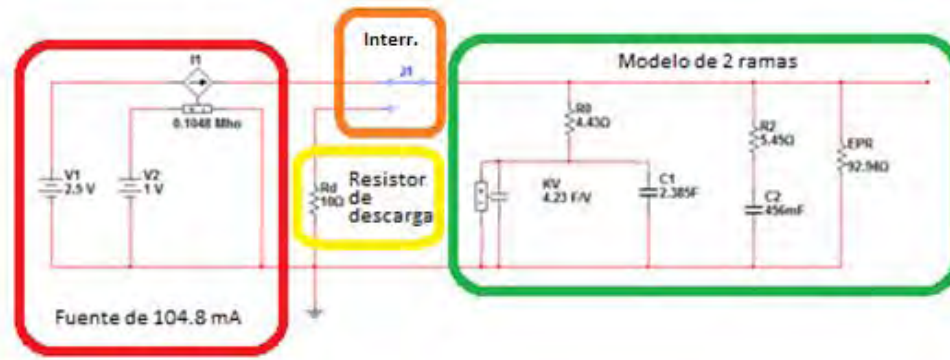 Interr.
I1
J1
Modelo de 2 ramas
0.1048 Mho
R0
4.43Ω
R2
5.45Ω
EPR
92.94Ω
V1
2.5 V
V2
1 V
Rd
10Ω
Resistor
de
descarga
KV
4.23 F/V
C1
2.385F
C2
456mF
Fuente de 104.8 mA